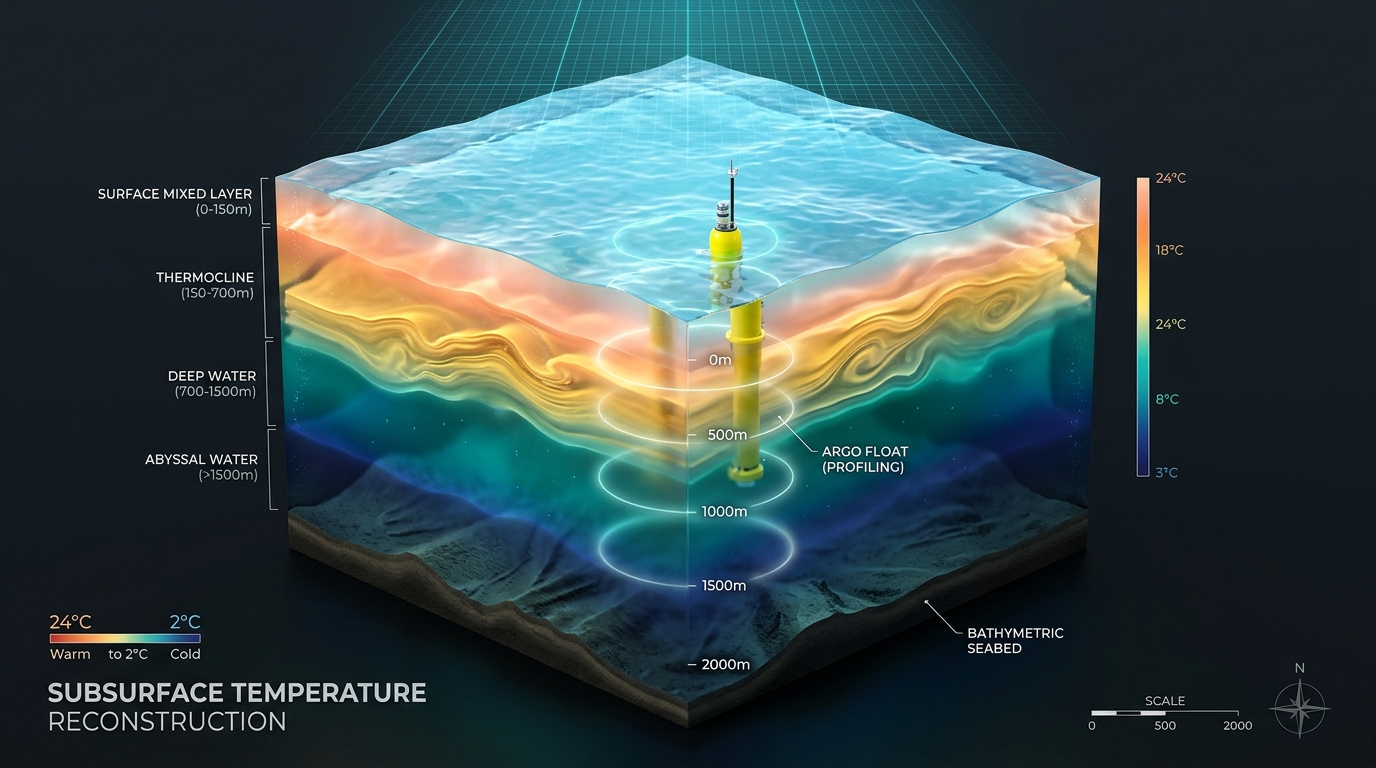 SURFACE MIXED LAYER
(0-150m)
THERMOCLINE
(150-700m)
DEEP WATER
(700-1500m)
ABYSSAL WATER
(>1500m)
0m
500m
1000m
1500m
2000m
ARGO FLOAT
(PROFILING)
BATHYMETRIC
SEABED
24°C
18°C
24°C
8°C
3°C
24°C 2°C
Warm to 2°C Cold
SUBSURFACE TEMPERATURE
RECONSTRUCTION
SCALE
0 500 2000
N